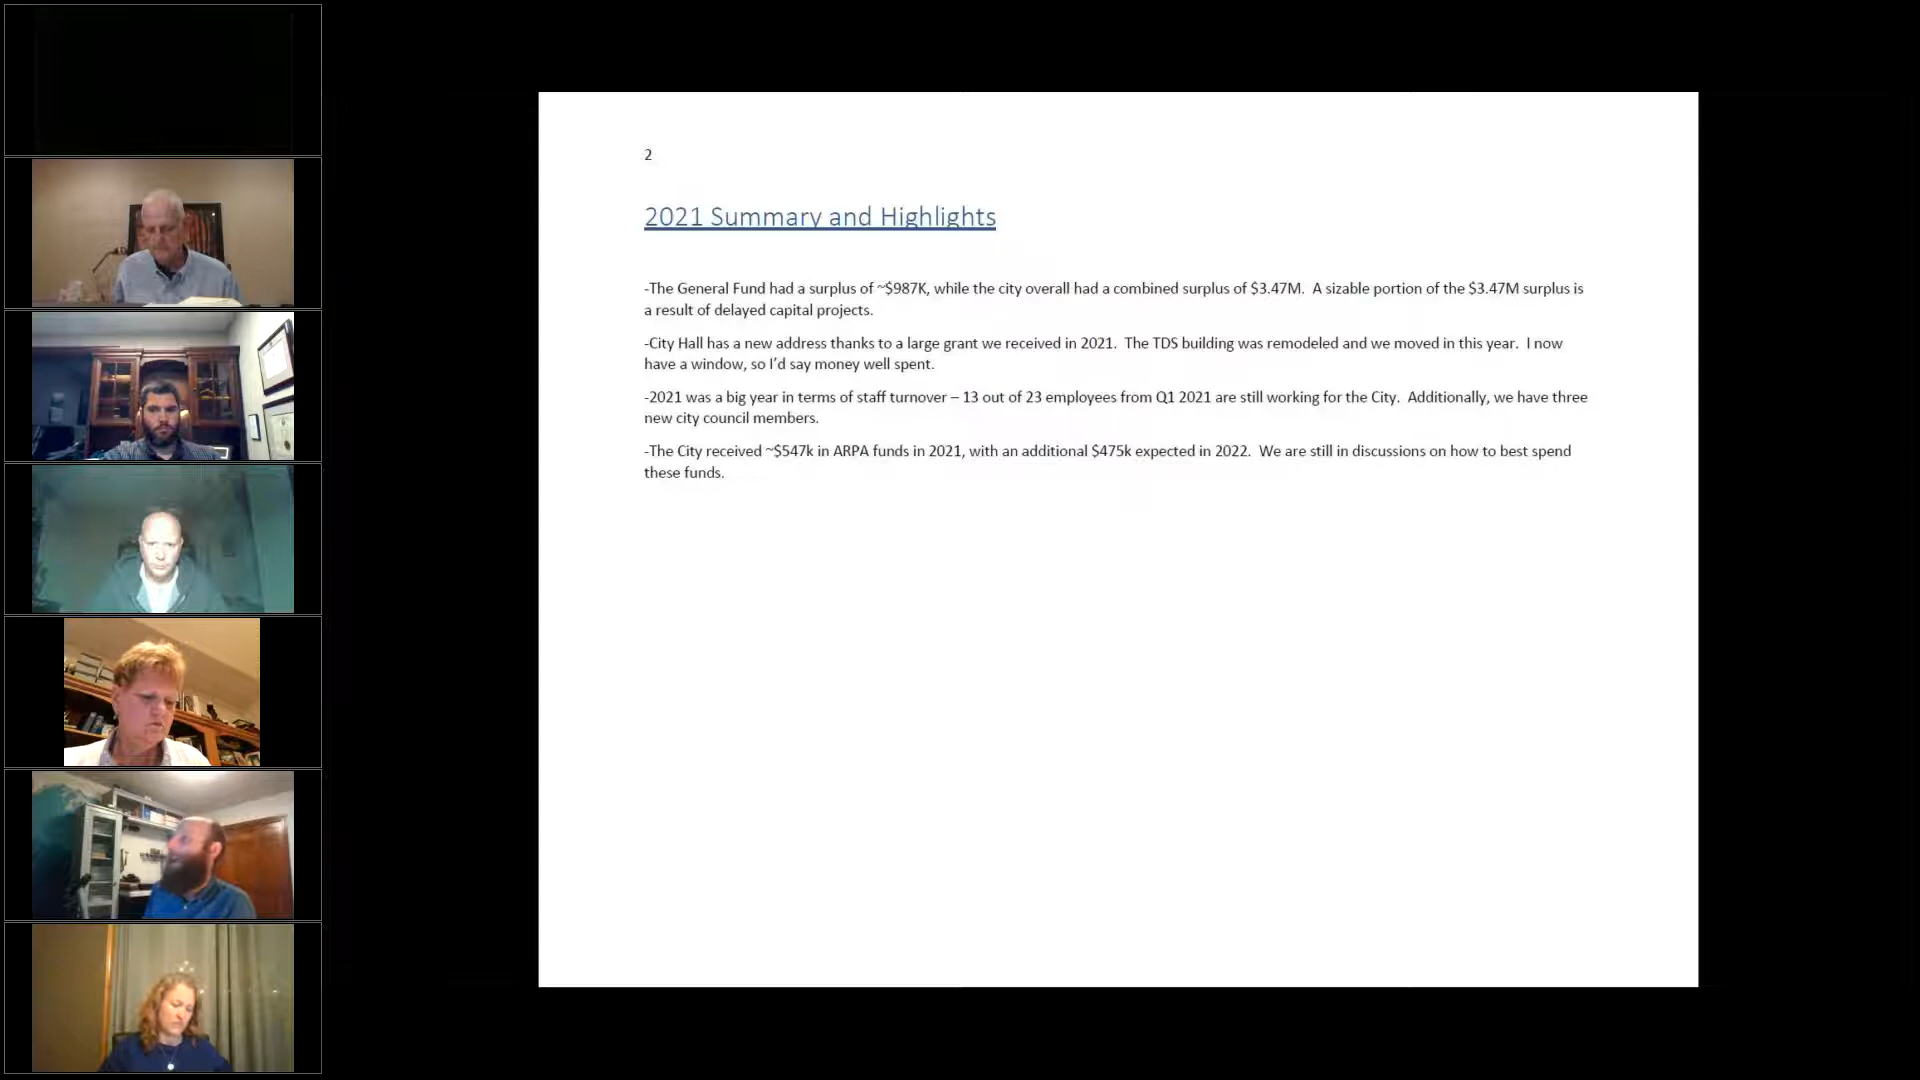 2
2021 Summary and Highlights
-The General Fund had a surplus of ~$987K, while the city overall had a combined surplus of $3.47M.  A sizable portion of the $3.47M surplus is
a result of delayed capital projects.
-City Hall has a new address thanks to a large grant we received in 2021.  The TDS building was remodeled and we moved in this year.  I now
have a window, so I’d say money well spent.
-2021 was a big year in terms of staff turnover – 13 out of 23 employees from Q1 2021 are still working for the City.  Additionally, we have three
new city council members.
-The City received ~$547k in ARPA funds in 2021, with an additional $475k expected in 2022.  We are still in discussions on how to best spend
these funds.